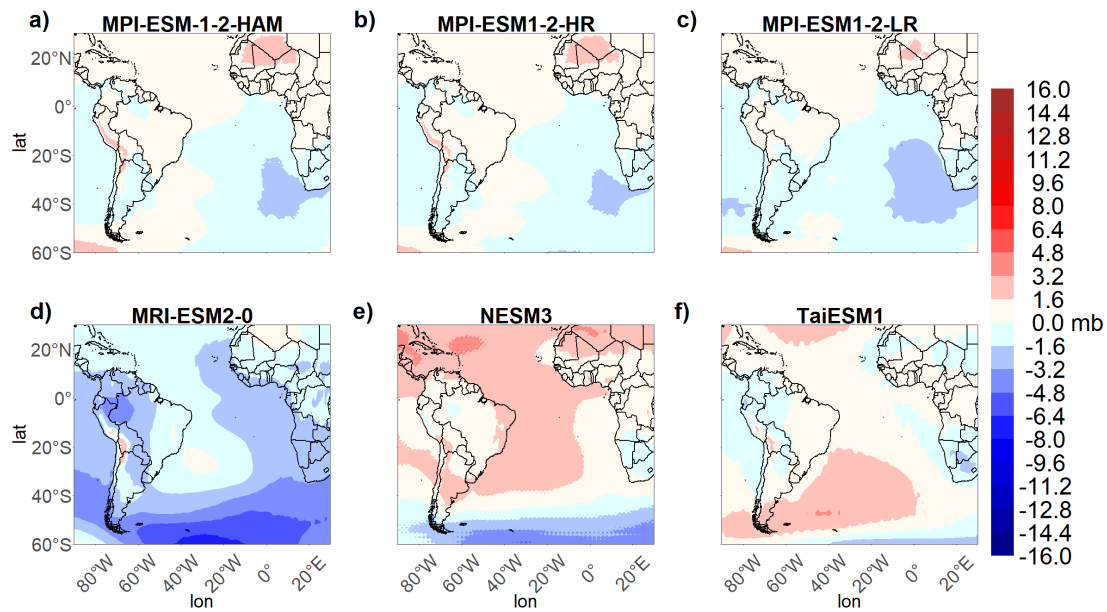 a) MPI-ESM-1-2-HAM
b) MPI-ESM1-2-HR
c) MPI-ESM1-2-LR
20°N
0°
20°S
40°S
60°S
lat
d) MRI-ESM2-0
e) NESM3
f) TaiESM1
20°N
0°
20°S
40°S
60°S
lat
80°W 60°W 40°W 20°W 0° 20°E
80°W 60°W 40°W 20°W 0° 20°E
80°W 60°W 40°W 20°W 0° 20°E
lon
lon
lon
16.0
14.4
12.8
11.2
9.6
8.0
6.4
4.8
3.2
1.6
0.0 mb
-1.6
-3.2
-4.8
-6.4
-8.0
-9.6
-11.2
-12.8
-14.4
-16.0